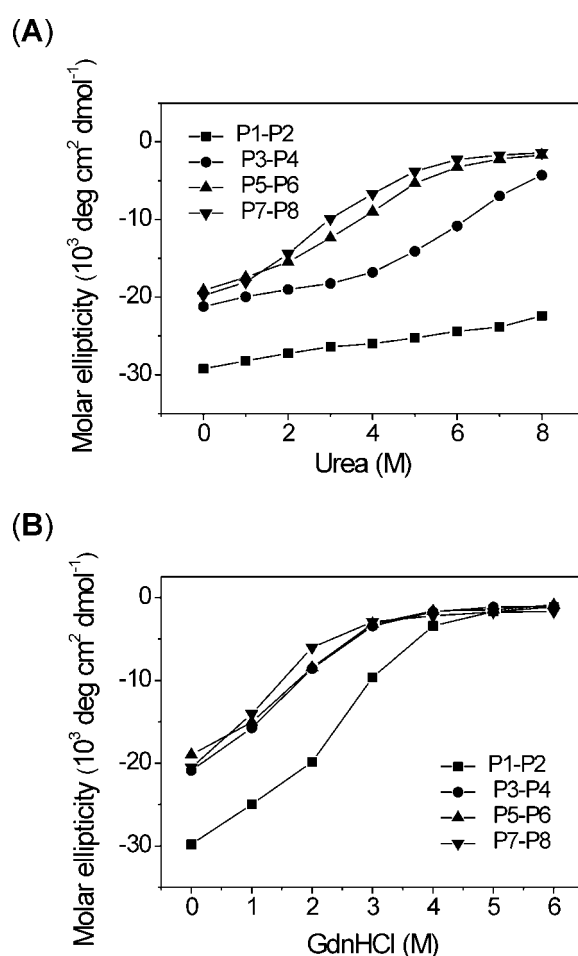 (A)
Molar ellipticity (10³ deg cm² dmol⁻¹)
0
-10
-20
-30
P1-P2
P3-P4
P5-P6
P7-P8
0 2 4 6 8
Urea (M)
(B)
Molar ellipticity (10³ deg cm² dmol⁻¹)
0
-10
-20
-30
P1-P2
P3-P4
P5-P6
P7-P8
0 1 2 3 4 5 6
GdnHCl (M)